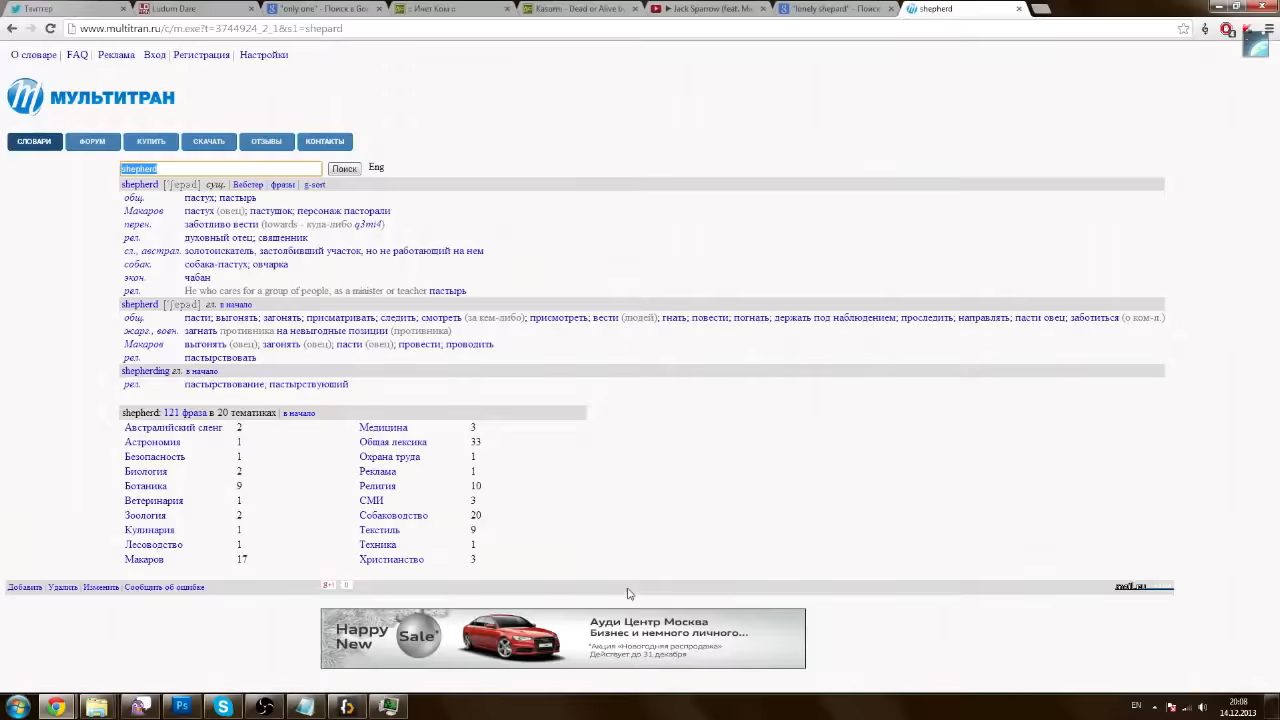 Твиттер
Ludum Dare
"only one" - Поиск в Go
:: Инет Ком ::
Kasumi - Dead or Alive b
Jack Sparrow (feat. Mic
"lonely shepard" - Поиск
shepherd
www.multitran.ru/c/m.exe?t=3744924_2_1&s1=shepard
О словаре | FAQ | Реклама | Вход | Регистрация | Настройки
МУЛЬТИТРАН
СЛОВАРИ ФОРУМ КУПИТЬ СКАЧАТЬ ОТЗЫВЫ КОНТАКТЫ
shepherd Поиск Eng
shepherd ['ʃepəd] сущ. | Вебстер | фразы | g-sort
общ. пастух; пастырь
Макаров пастух (овец); пастушок; персонаж пасторали
перен. заботливо вести (towards - куда-либо q3mi4)
рел. духовный отец; священник
сл., австрал. золотоискатель, застолбивший участок, но не работающий на нем
собак. собака-пастух; овчарка
экон. чабан
рел. He who cares for a group of people, as a minister or teacher пастырь
shepherd ['ʃepəd] гл. в начало
общ. пасти; выгонять; загонять; присматривать; следить; смотреть (за кем-либо); присмотреть; вести (людей); гнать; повести; погнать; держать под наблюдением; проследить; направлять; пасти овец; заботиться (о ком-л.)
жарг., воен. загнать противника на невыгодные позиции (противника)
Макаров выгонять (овец); загонять (овец); пасти (овец); провести; проводить
рел. пастырствовать
shepherding гл. в начало
рел. пастырствование; пастырствующий
shepherd: 121 фраза в 20 тематиках | в начало
Австралийский сленг 2 Медицина 3
Астрономия 1 Общая лексика 33
Безопасность 1 Охрана труда 1
Биология 2 Реклама 1
Ботаника 9 Религия 10
Ветеринария 1 СМИ 3
Зоология 2 Собаководство 20
Кулинария 1 Текстиль 9
Лесоводство 1 Техника 1
Макаров 17 Христианство 3
Добавить | Удалить | Изменить | Сообщить об ошибке
g+1 0
Happy New Sale*
Ауди Центр Москва
Бизнес и немного личного...
*Акция «Новогодняя распродажа»
Действует до 31 декабря
EN
20:08
14.12.2013